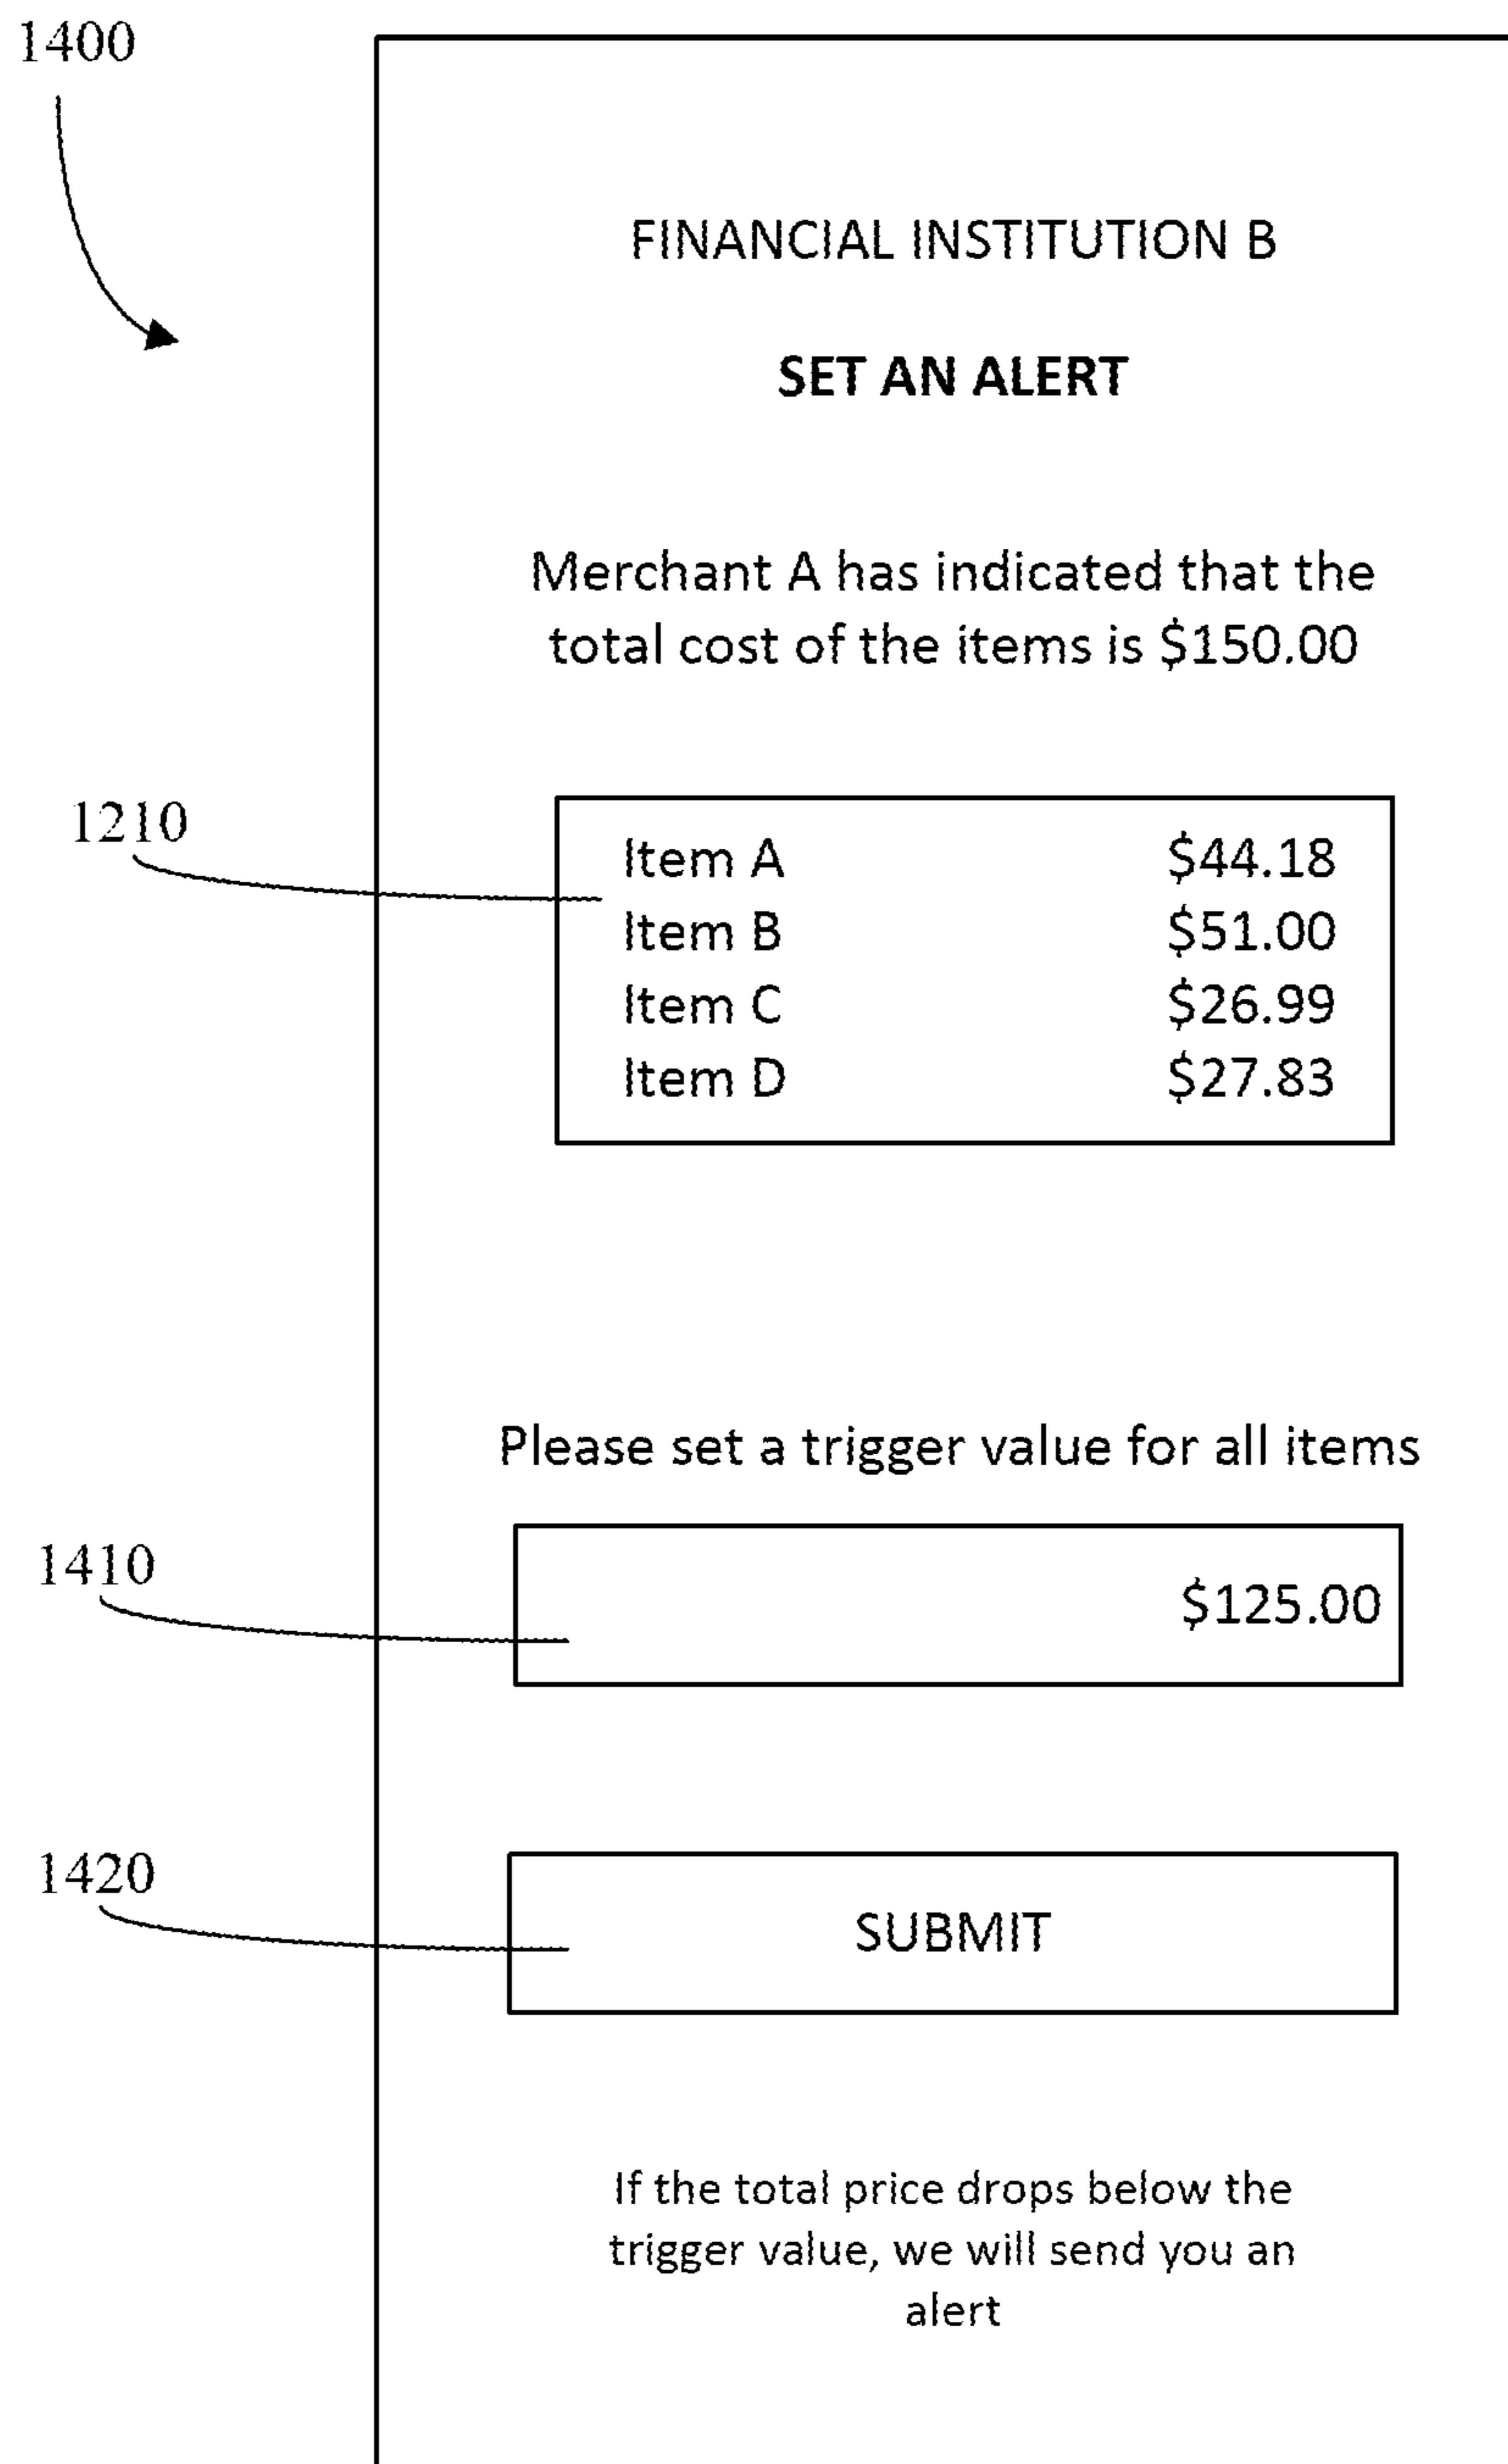 1400
FINANCIAL INSTITUTION B
SET AN ALERT
Merchant A has indicated that the
total cost of the items is $150.00
1210
Item A $44.18
Item B $51.00
Item C $26.99
Item D $27.83
Please set a trigger value for all items
1410
$125.00
1420
SUBMIT
If the total price drops below the
trigger value, we will send you an
alert